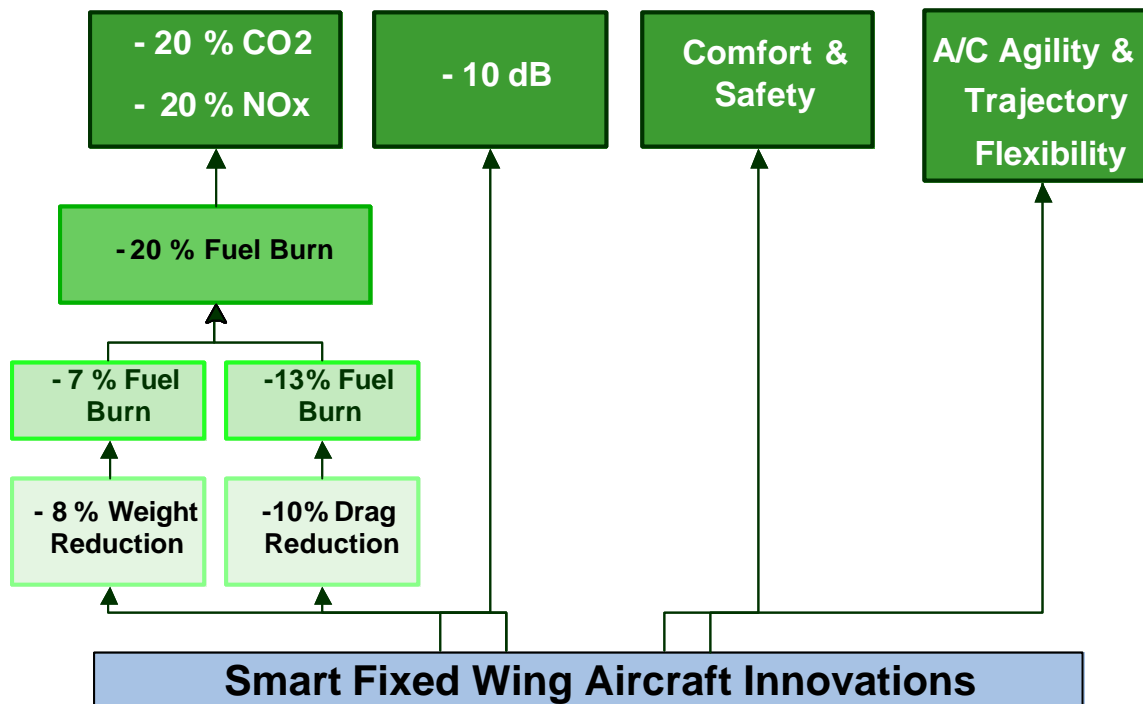 - 20 % CO2
- 20 % NOx
- 10 dB
Comfort &
Safety
A/C Agility &
Trajectory
Flexibility
- 20 % Fuel Burn
- 7 % Fuel
Burn
-13% Fuel
Burn
- 8 % Weight
Reduction
-10% Drag
Reduction
Smart Fixed Wing Aircraft Innovations